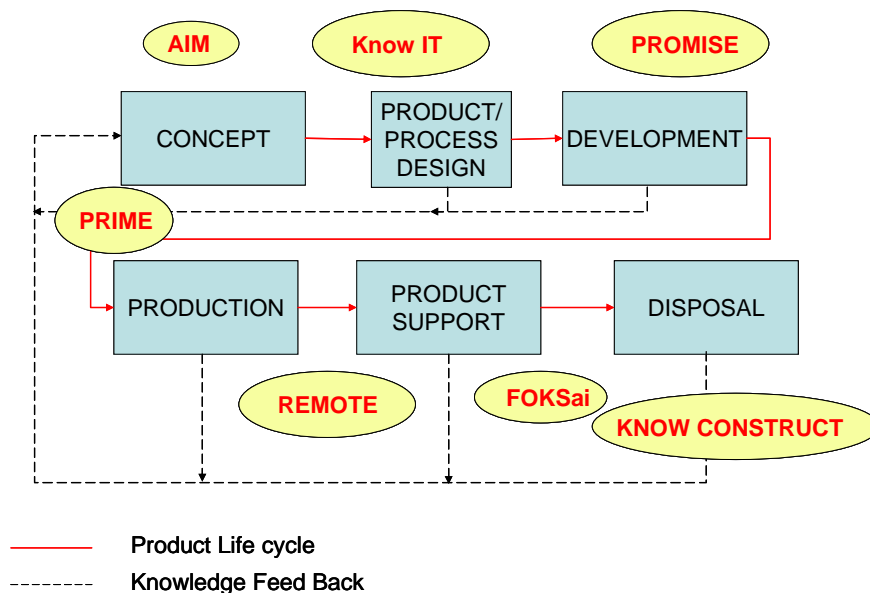 AIM
Know IT
PROMISE
CONCEPT
PRODUCT/
PROCESS
DESIGN
DEVELOPMENT
PRIME
PRODUCTION
PRODUCT
SUPPORT
DISPOSAL
REMOTE
FOKSai
KNOW CONSTRUCT
Product Life cycle
Knowledge Feed Back